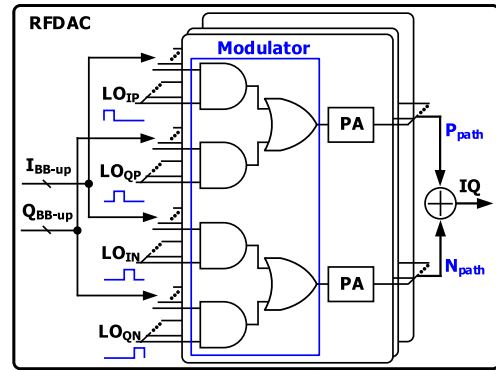 RFDAC
Modulator
LOIP
PA
Ppath
LOQP
IBB-up
QBB-up
IQ
LOIN
Npath
PA
LOQN